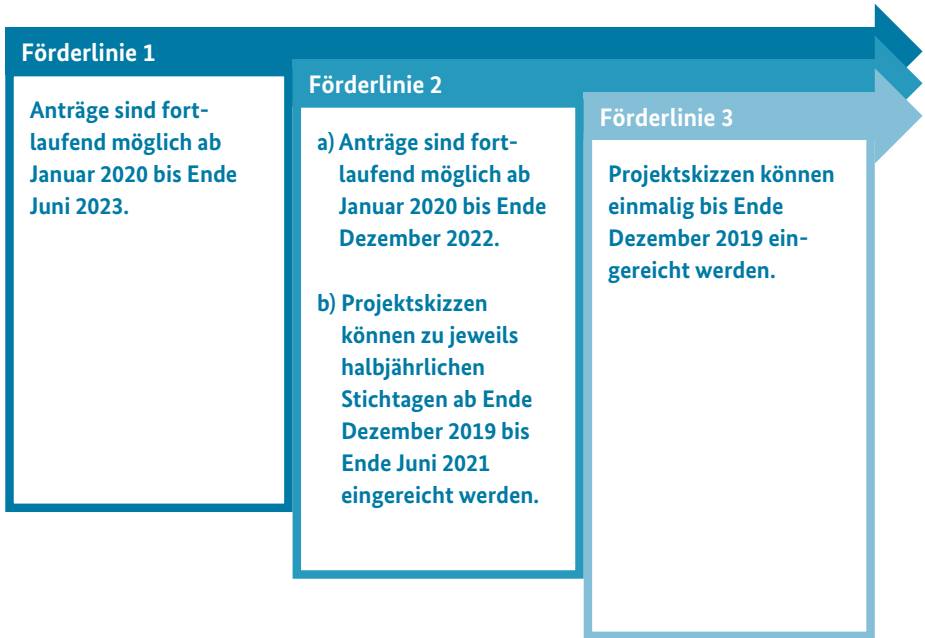 Förderlinie 1
Anträge sind fort-
laufend möglich ab
Januar 2020 bis Ende
Juni 2023.
Förderlinie 2
a) Anträge sind fort-
laufend möglich ab
Januar 2020 bis Ende
Dezember 2022.
b) Projektskizzen
können zu jeweils
halbjährlichen
Stichtagen ab Ende
Dezember 2019 bis
Ende Juni 2021
eingereicht werden.
Förderlinie 3
Projektskizzen können
einmalig bis Ende
Dezember 2019 ein-
gereicht werden.